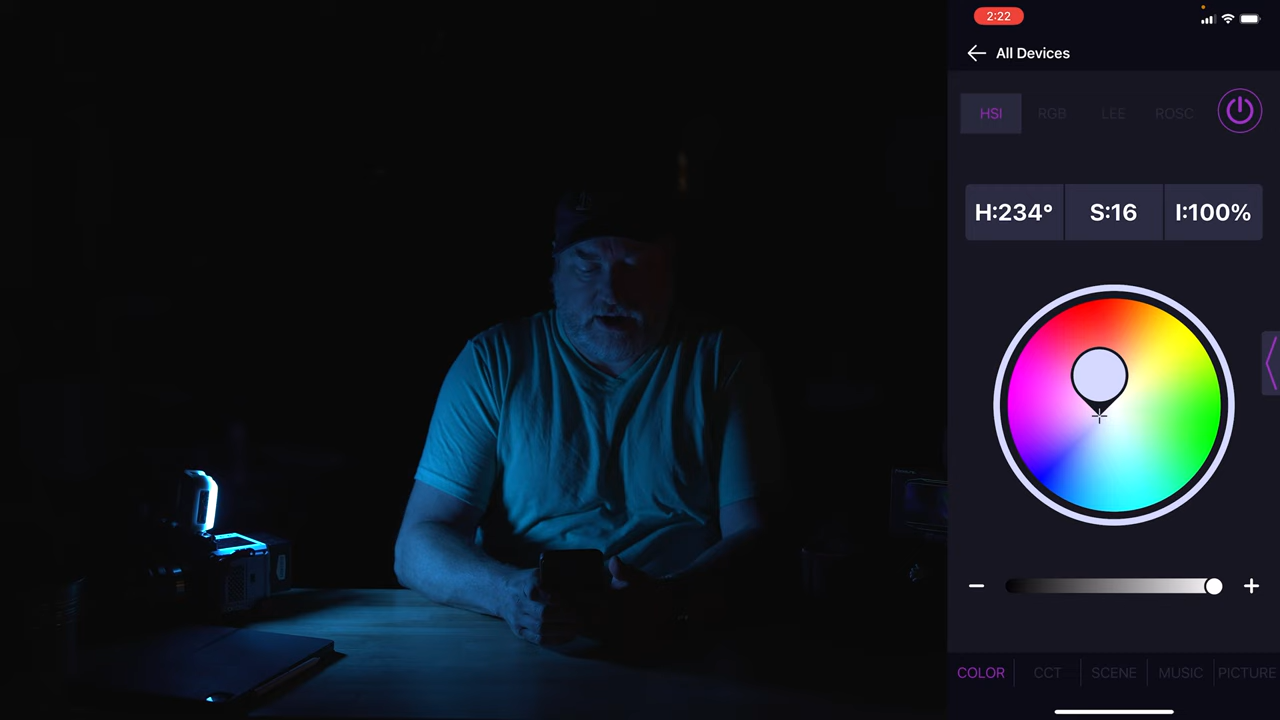 2:22
All Devices
HSI RGB LEE ROSC
H:234° S:16 I:100%
COLOR CCT SCENE MUSIC PICTURE